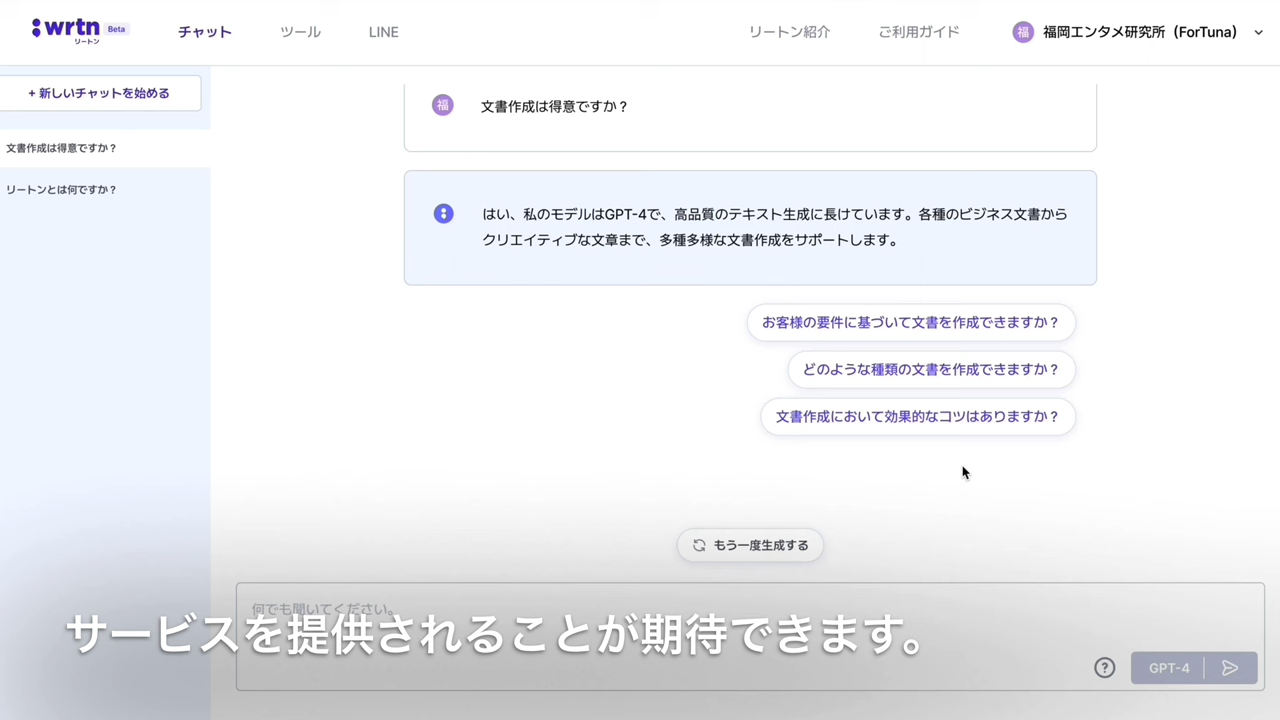 wrtn Beta
リートン
チャット
ツール
LINE
リートン紹介
ご利用ガイド
福
福岡エンタメ研究所（ForTuna）
+ 新しいチャットを始める
文書作成は得意ですか？
リートンとは何ですか？
福
文書作成は得意ですか？
はい、私のモデルはGPT-4で、高品質のテキスト生成に長けています。各種のビジネス文書から
クリエイティブな文章まで、多種多様な文書作成をサポートします。
お客様の要件に基づいて文書を作成できますか？
どのような種類の文書を作成できますか？
文書作成において効果的なコツはありますか？
もう一度生成する
何でも聞いてください。
サービスを提供されることが期待できます。
?
GPT-4